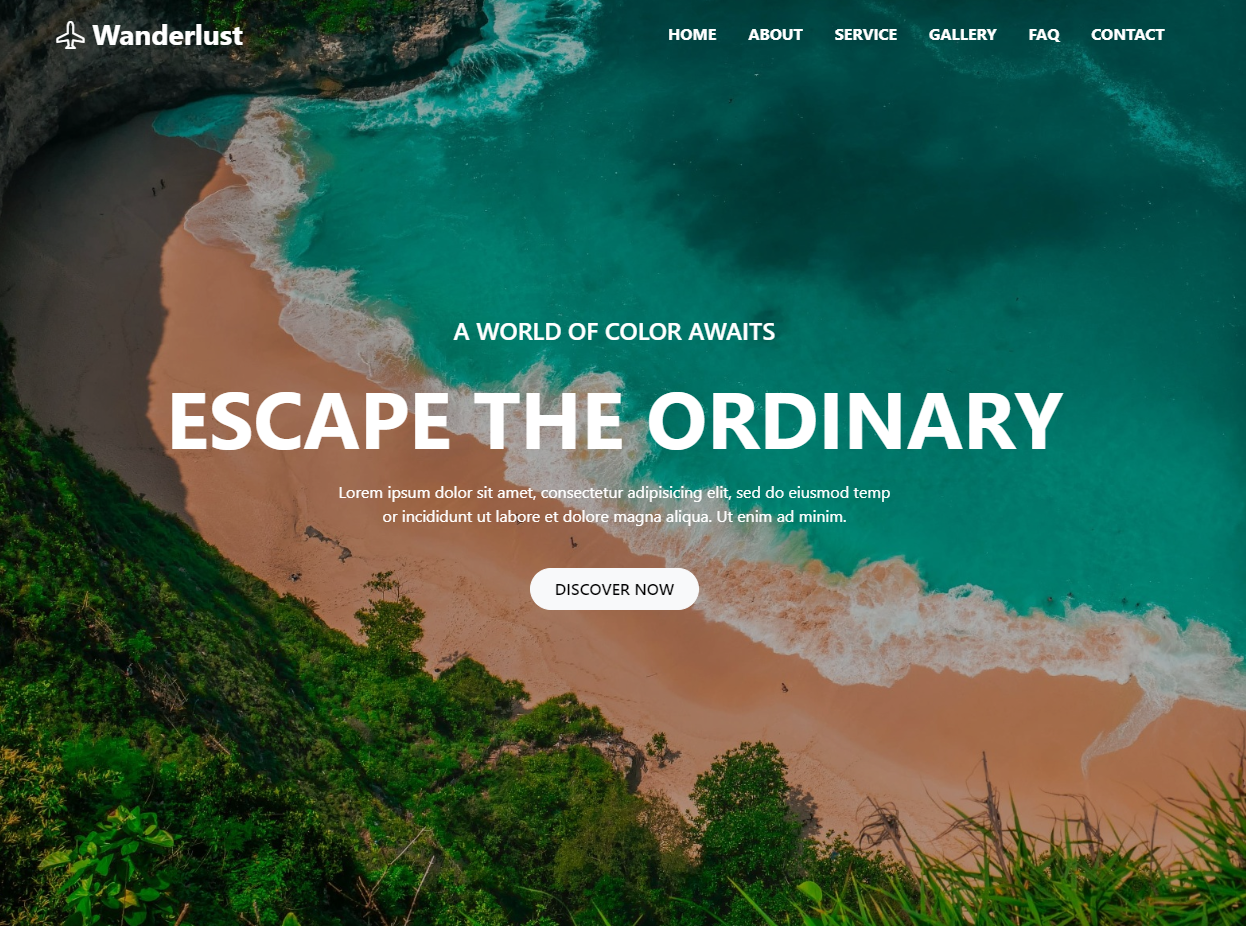 Wanderlust
HOME ABOUT SERVICE GALLERY FAQ CONTACT
A WORLD OF COLOR AWAITS
ESCAPE THE ORDINARY
Lorem ipsum dolor sit amet, consectetur adipisicing elit, sed do eiusmod temp
or incididunt ut labore et dolore magna aliqua. Ut enim ad minim.
DISCOVER NOW